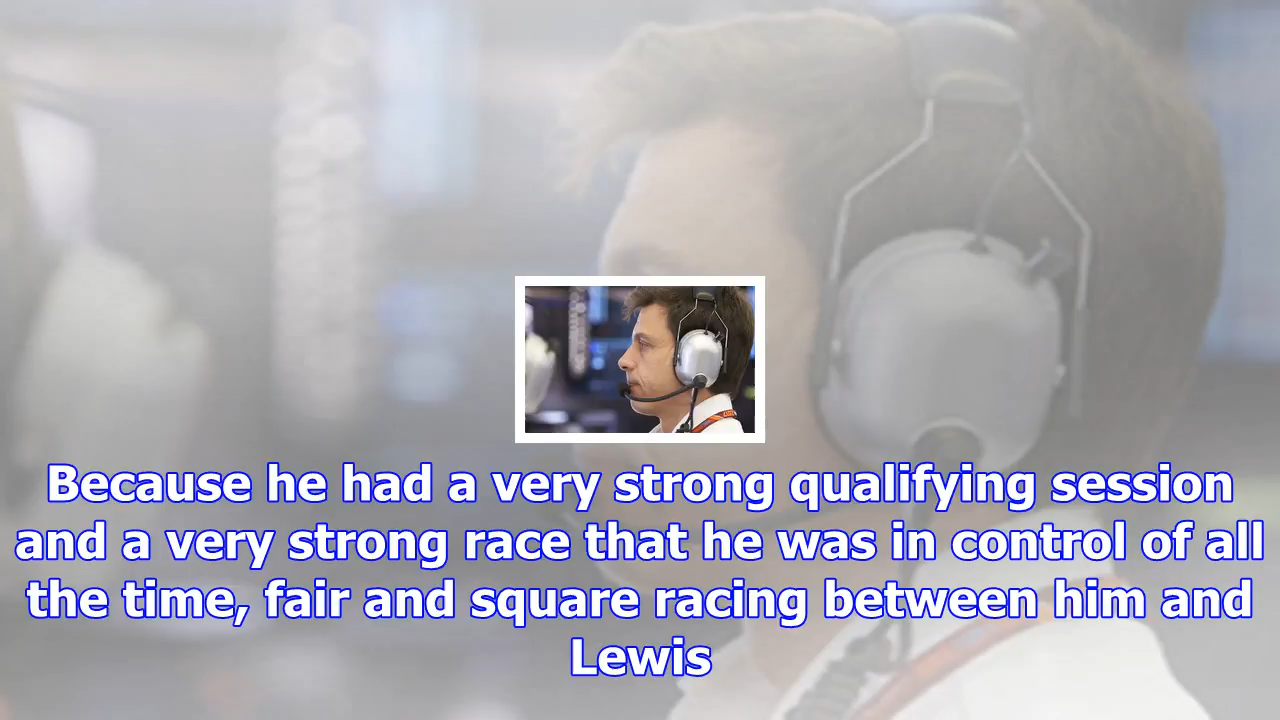 Because he had a very strong qualifying session
and a very strong race that he was in control of all
the time, fair and square racing between him and
Lewis